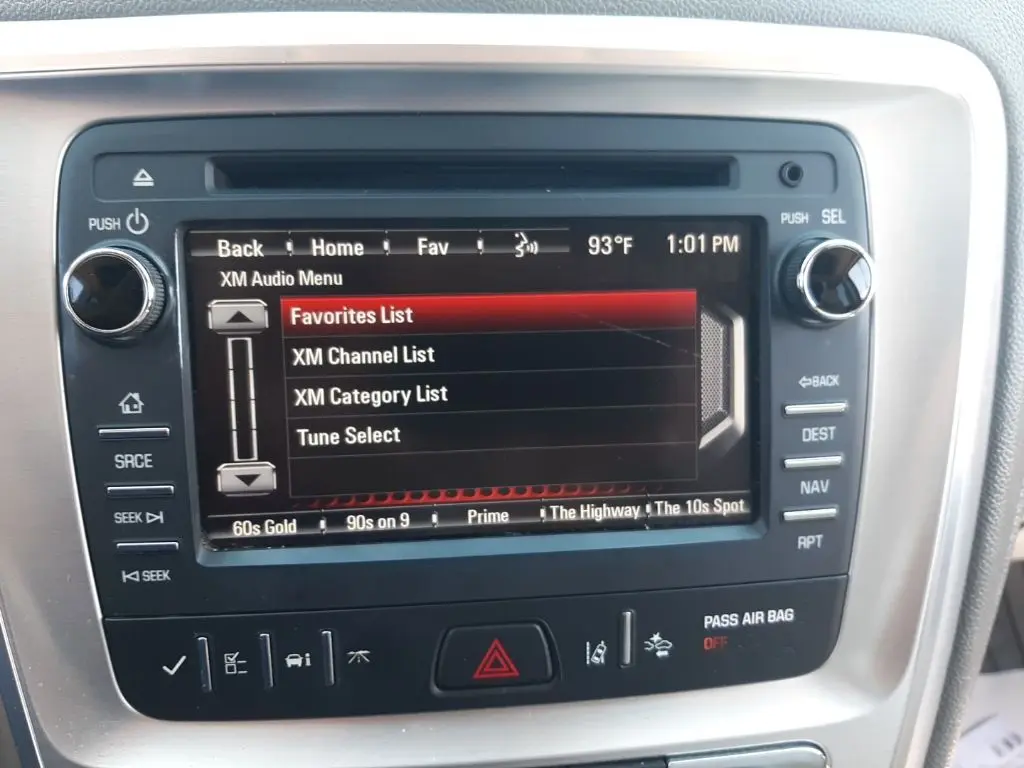 PUSH
PUSH SEL
Back Home Fav 93°F 1:01 PM
XM Audio Menu
Favorites List
XM Channel List
XM Category List
Tune Select
60s Gold 90s on 9 Prime The Highway The 10s Spot
SRCE
SEEK
SEEK
BACK
DEST
NAV
RPT
PASS AIR BAG
OFF